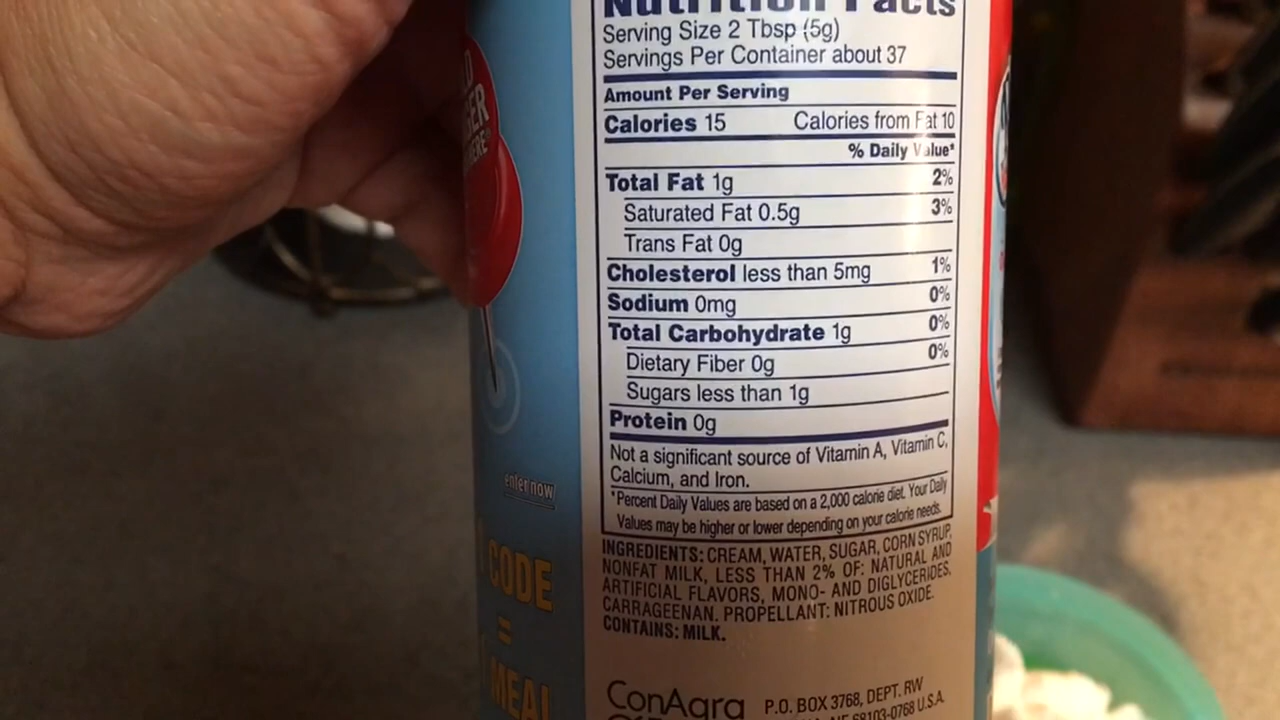 Nutrition Facts
Serving Size 2 Tbsp (5g)
Servings Per Container about 37
Amount Per Serving
Calories 15 Calories from Fat 10
% Daily Value*
Total Fat 1g 2%
Saturated Fat 0.5g 3%
Trans Fat 0g
Cholesterol less than 5mg 1%
Sodium 0mg 0%
Total Carbohydrate 1g 0%
Dietary Fiber 0g 0%
Sugars less than 1g
Protein 0g
Not a significant source of Vitamin A, Vitamin C,
Calcium, and Iron.
*Percent Daily Values are based on a 2,000 calorie diet. Your Daily
Values may be higher or lower depending on your calorie needs.
INGREDIENTS: CREAM, WATER, SUGAR, CORN SYRUP,
NONFAT MILK, LESS THAN 2% OF: NATURAL AND
ARTIFICIAL FLAVORS, MONO- AND DIGLYCERIDES,
CARRAGEENAN. PROPELLANT: NITROUS OXIDE.
CONTAINS: MILK.
ConAgra
P.O. BOX 3768, DEPT. RW
NE 68103-0768 U.S.A.
enter now
CODE
=
MEAL